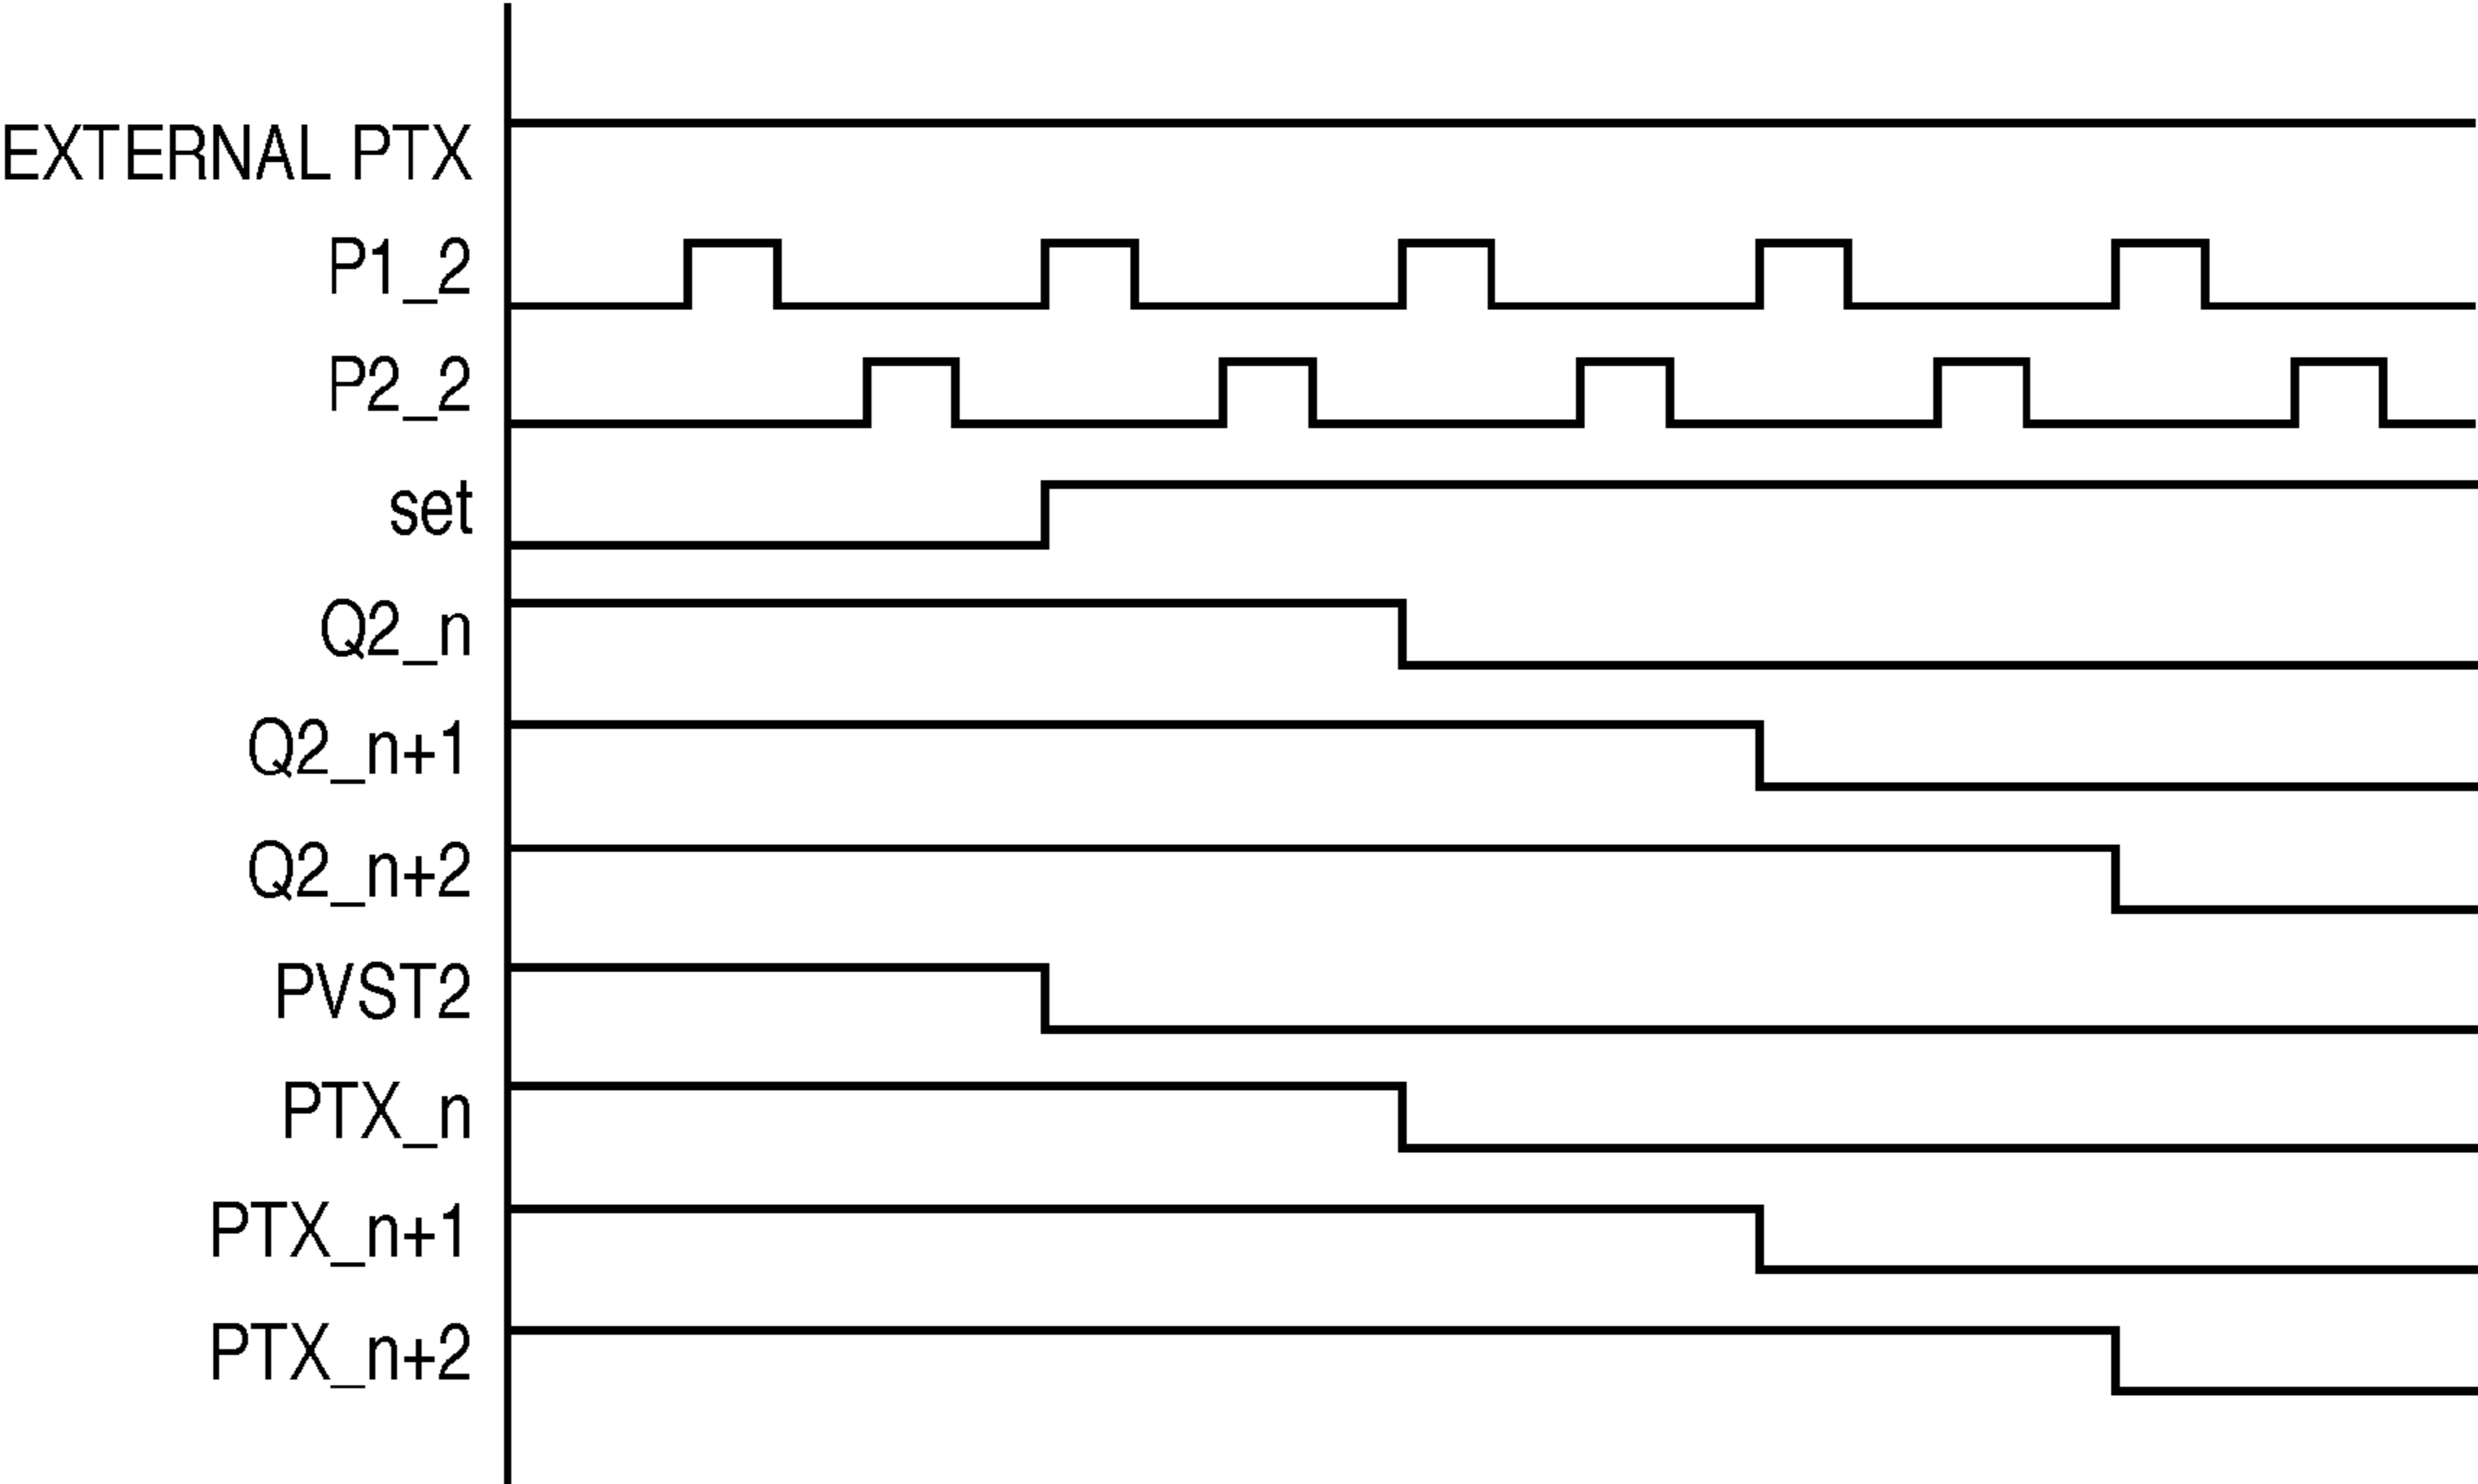 EXTERNAL PTX
P1_2
P2_2
set
Q2_n
Q2_n+1
Q2_n+2
PVST2
PTX_n
PTX_n+1
PTX_n+2